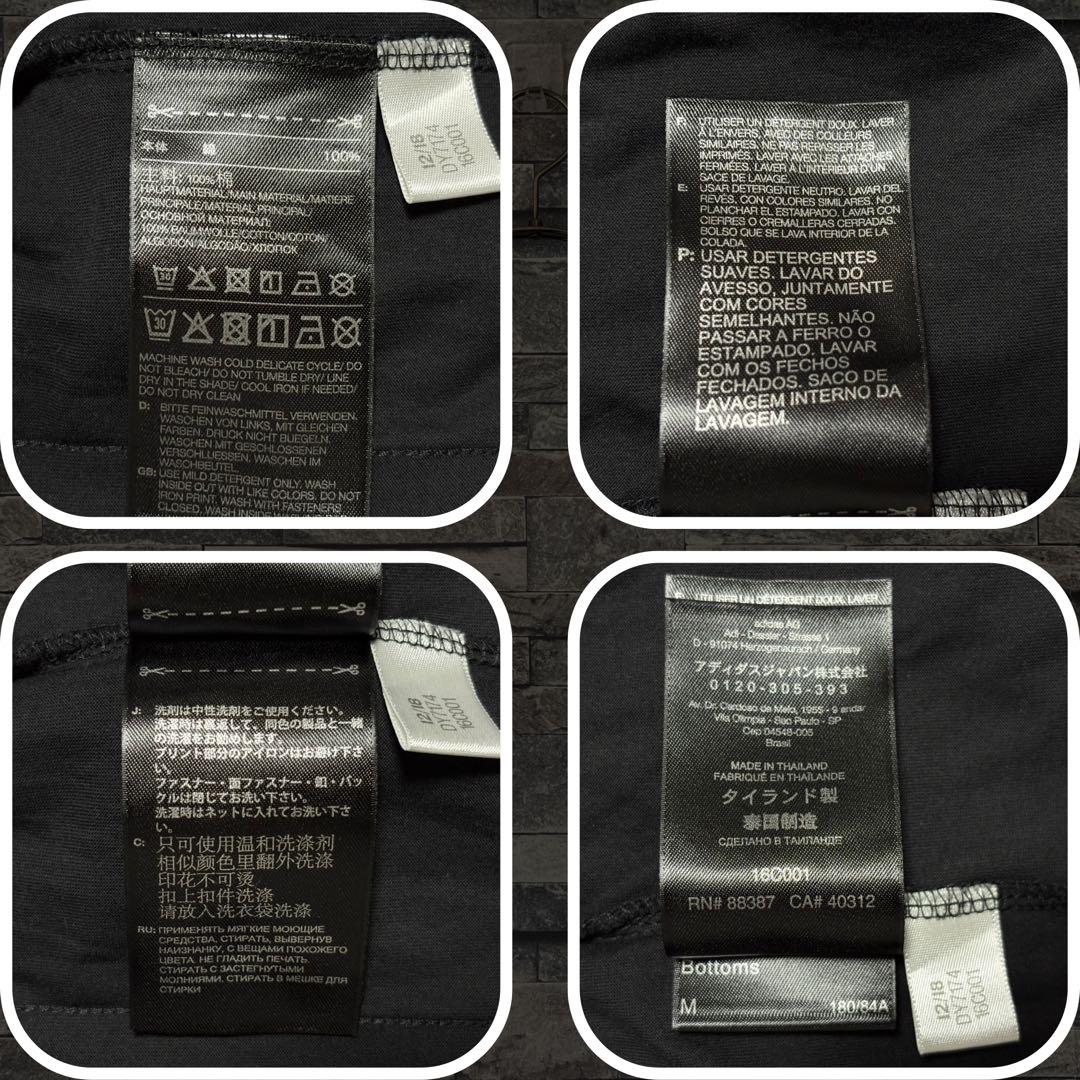 本体 綿 100%
主料:100%棉
HAUPTMATERIAL/MAIN MATERIAL/MATIERE
PRINCIPALE/MATERIAL PRINCIPAL/
MATERIAL PRINCIPAL/
ОСНОВНОЙ МАТЕРИАЛ
100% BAUMWOLLE/COTTON/COTON/
ALGODÓN/ALGODÃO/ХЛОПОК
30
30
MACHINE WASH COLD DELICATE CYCLE/ DO
NOT BLEACH/ DO NOT TUMBLE DRY/ LINE
DRY IN THE SHADE/ COOL IRON IF NEEDED/
DO NOT DRY CLEAN
D: BITTE FEINWASCHMITTEL VERWENDEN.
WASCHEN VON LINKS, MIT GLEICHEN
FARBEN. DRUCK NICHT BUEGELN.
WASCHEN MIT GESCHLOSSENEN
VERSCHLUESSEN. WASCHEN IM
WASCHBEUTEL.
GB: USE MILD DETERGENT ONLY. WASH
INSIDE OUT WITH LIKE COLORS. DO NOT
IRON PRINT. WASH WITH FASTENERS
CLOSED. WASH INSIDE WASHING
12/18
DY7174
16C001
F: UTILISER UN DETERGENT DOUX. LAVER
À L'ENVERS, AVEC DES COULEURS
SIMILAIRES. NE PAS REPASSER LES
IMPRIMÉS. LAVER AVEC LES ATTACHES
FERMÉES. LAVER À L'INTERIEUR D'UN
SACE DE LAVAGE.
E: USAR DETERGENTE NEUTRO. LAVAR DEL
REVÉS, CON COLORES SIMILARES. NO
PLANCHAR EL ESTAMPADO. LAVAR CON
CIERRES O CREMALLERAS CERRADAS.
BOLSO QUE SE LAVA INTERIOR DE LA
COLADA.
P: USAR DETERGENTES
SUAVES. LAVAR DO
AVESSO, JUNTAMENTE
COM CORES
SEMELHANTES. NÃO
PASSAR A FERRO O
ESTAMPADO. LAVAR
COM OS FECHOS
FECHADOS. SACO DE
LAVAGEM INTERNO DA
LAVAGEM.
J: 洗剤は中性洗剤をご使用ください。
洗濯時は裏返して、同色の製品と一緒
の洗濯をお勧めします。
プリント部分のアイロンはお避け下さ
い。
ファスナー・面ファスナー・釦・バッ
クルは閉じてお洗い下さい。
洗濯時はネットに入れてお洗い下さ
い。
C: 只可使用温和洗涤剂
相似颜色里翻外洗涤
印花不可烫
扣上扣件洗涤
请放入洗衣袋洗涤
RU: ПРИМЕНЯТЬ МЯГКИЕ МОЮЩИЕ
СРЕДСТВА. СТИРАТЬ, ВЫВЕРНУВ
НАИЗНАНКУ, С ВЕЩАМИ ПОХОЖЕГО
ЦВЕТА. НЕ ГЛАДИТЬ ПЕЧАТЬ.
СТИРАТЬ С ЗАСТЕГНУТЫМИ
МОЛНИЯМИ. СТИРАТЬ В МЕШКЕ ДЛЯ
СТИРКИ
12/18
DY7174
16C001
F: UTILISER UN DETERGENT DOUX. LAVER
adidas AG
Adi - Dassler - Strasse 1
D - 91074 Herzogenaurach / Germany
アディダスジャパン株式会社
0120-305-393
Av. Dr. Cardoso de Melo, 1955 - 9 andar
Vila Olimpia - Sao Paulo - SP
Cep 04548-005
Brasil
MADE IN THAILAND
FABRIQUÉ EN THAÏLANDE
タイランド製
泰国制造
СДЕЛАНО В ТАИЛАНДЕ
16C001
RN# 88387 CA# 40312
Bottoms
M 180/84A
12/18
DY7174
16C001